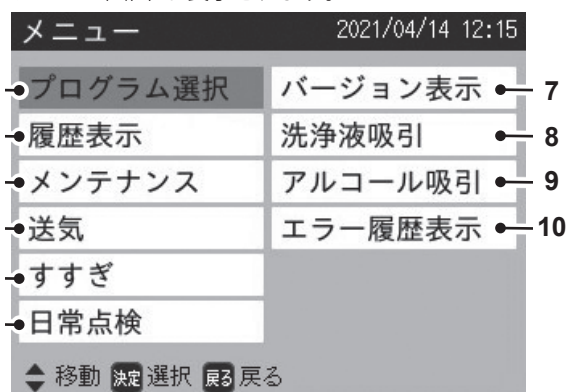 メニュー 2021/04/14 12:15
プログラム選択 バージョン表示 7
履歴表示 洗浄液吸引 8
メンテナンス アルコール吸引 9
送気 エラー履歴表示 10
すすぎ
日常点検
移動 決定 選択 戻る 戻る